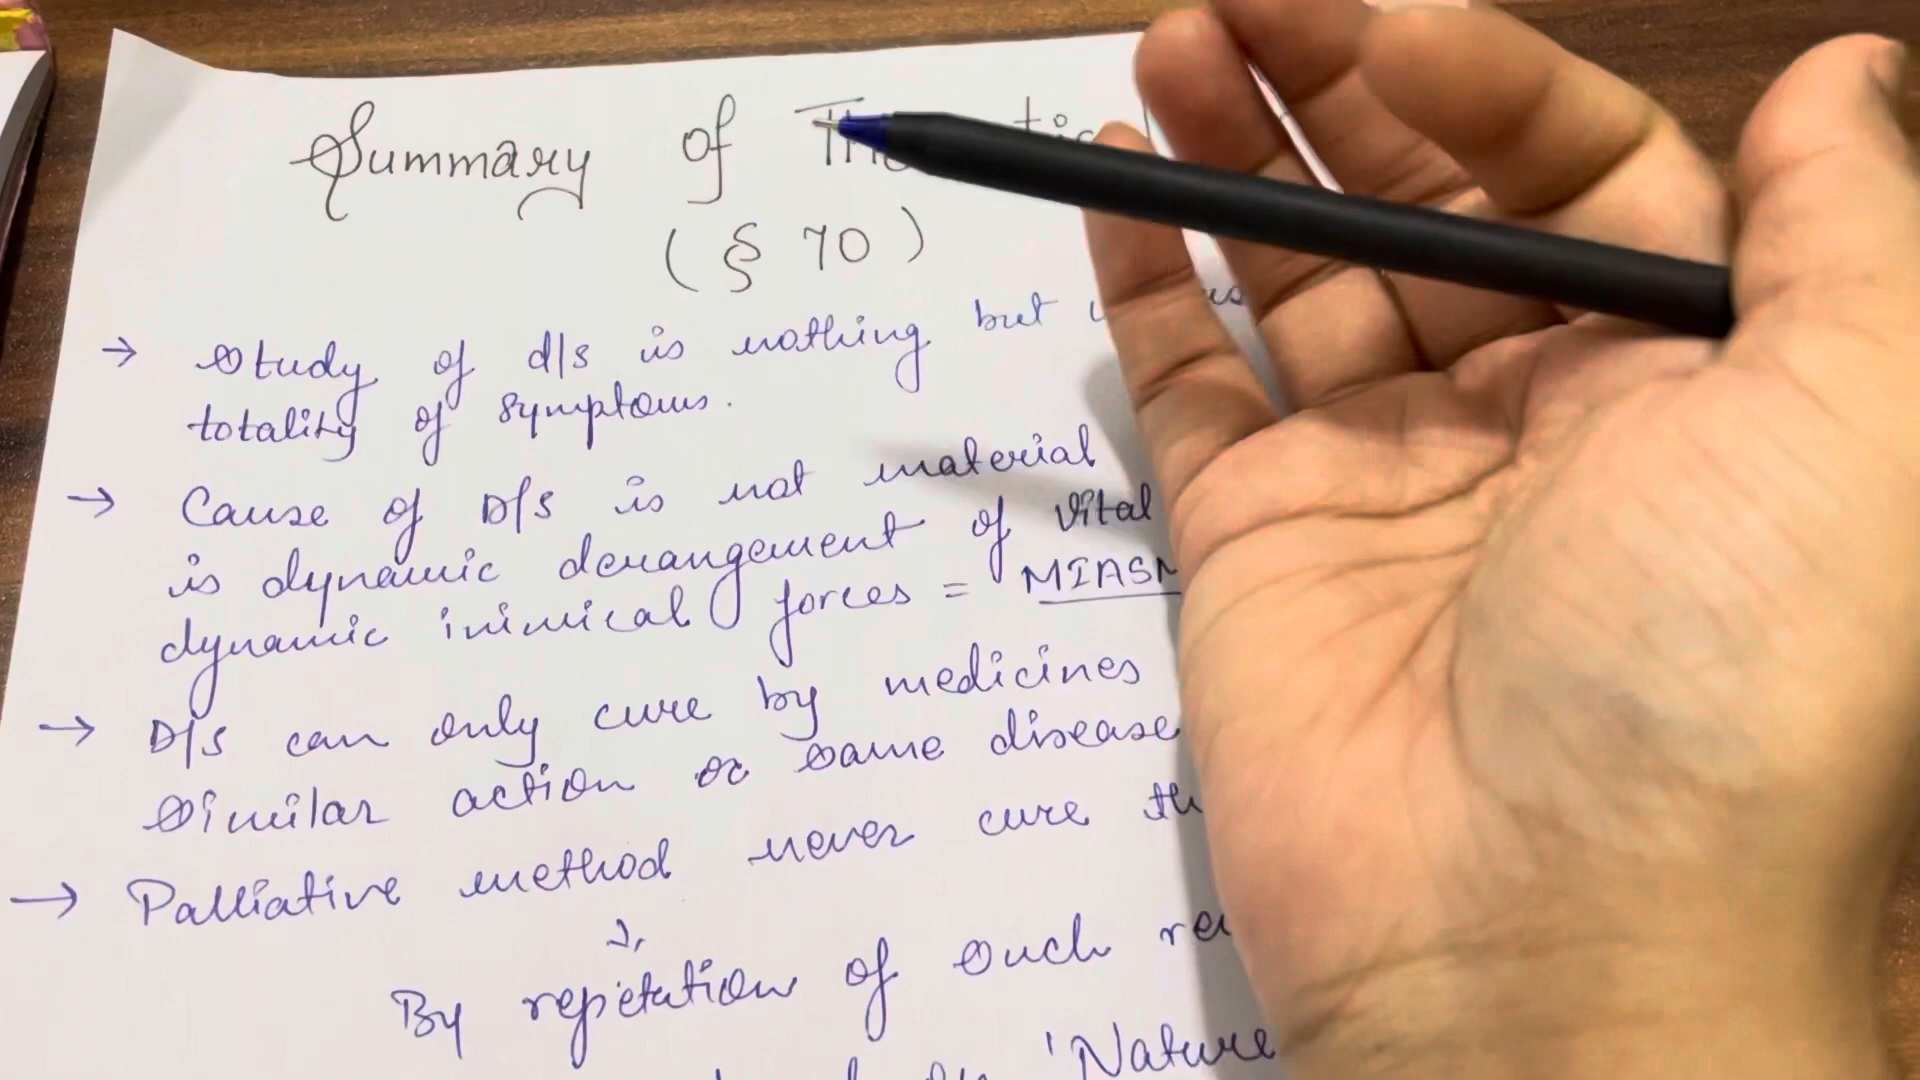 Summary of
(§ 70)
→ Study of d/s is nothing but
totality of symptoms.
→ Cause of D/S is not material
is dynamic derangement of Vital
dynamic inimical forces =
→ D/S can only cure by medicines
Similar action or same disease
→ Palliative method never cure
By repetation of such
'Nature